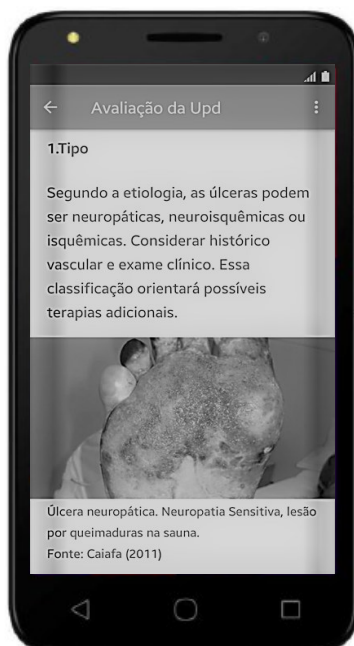 Avaliação da Upd
1.Tipo
Segundo a etiologia, as úlceras podem
ser neuropáticas, neuroisquêmicas ou
isquêmicas. Considerar histórico
vascular e exame clínico. Essa
classificação orientará possíveis
terapias adicionais.
Úlcera neuropática. Neuropatia Sensitiva, lesão
por queimaduras na sauna.
Fonte: Caiafa (2011)